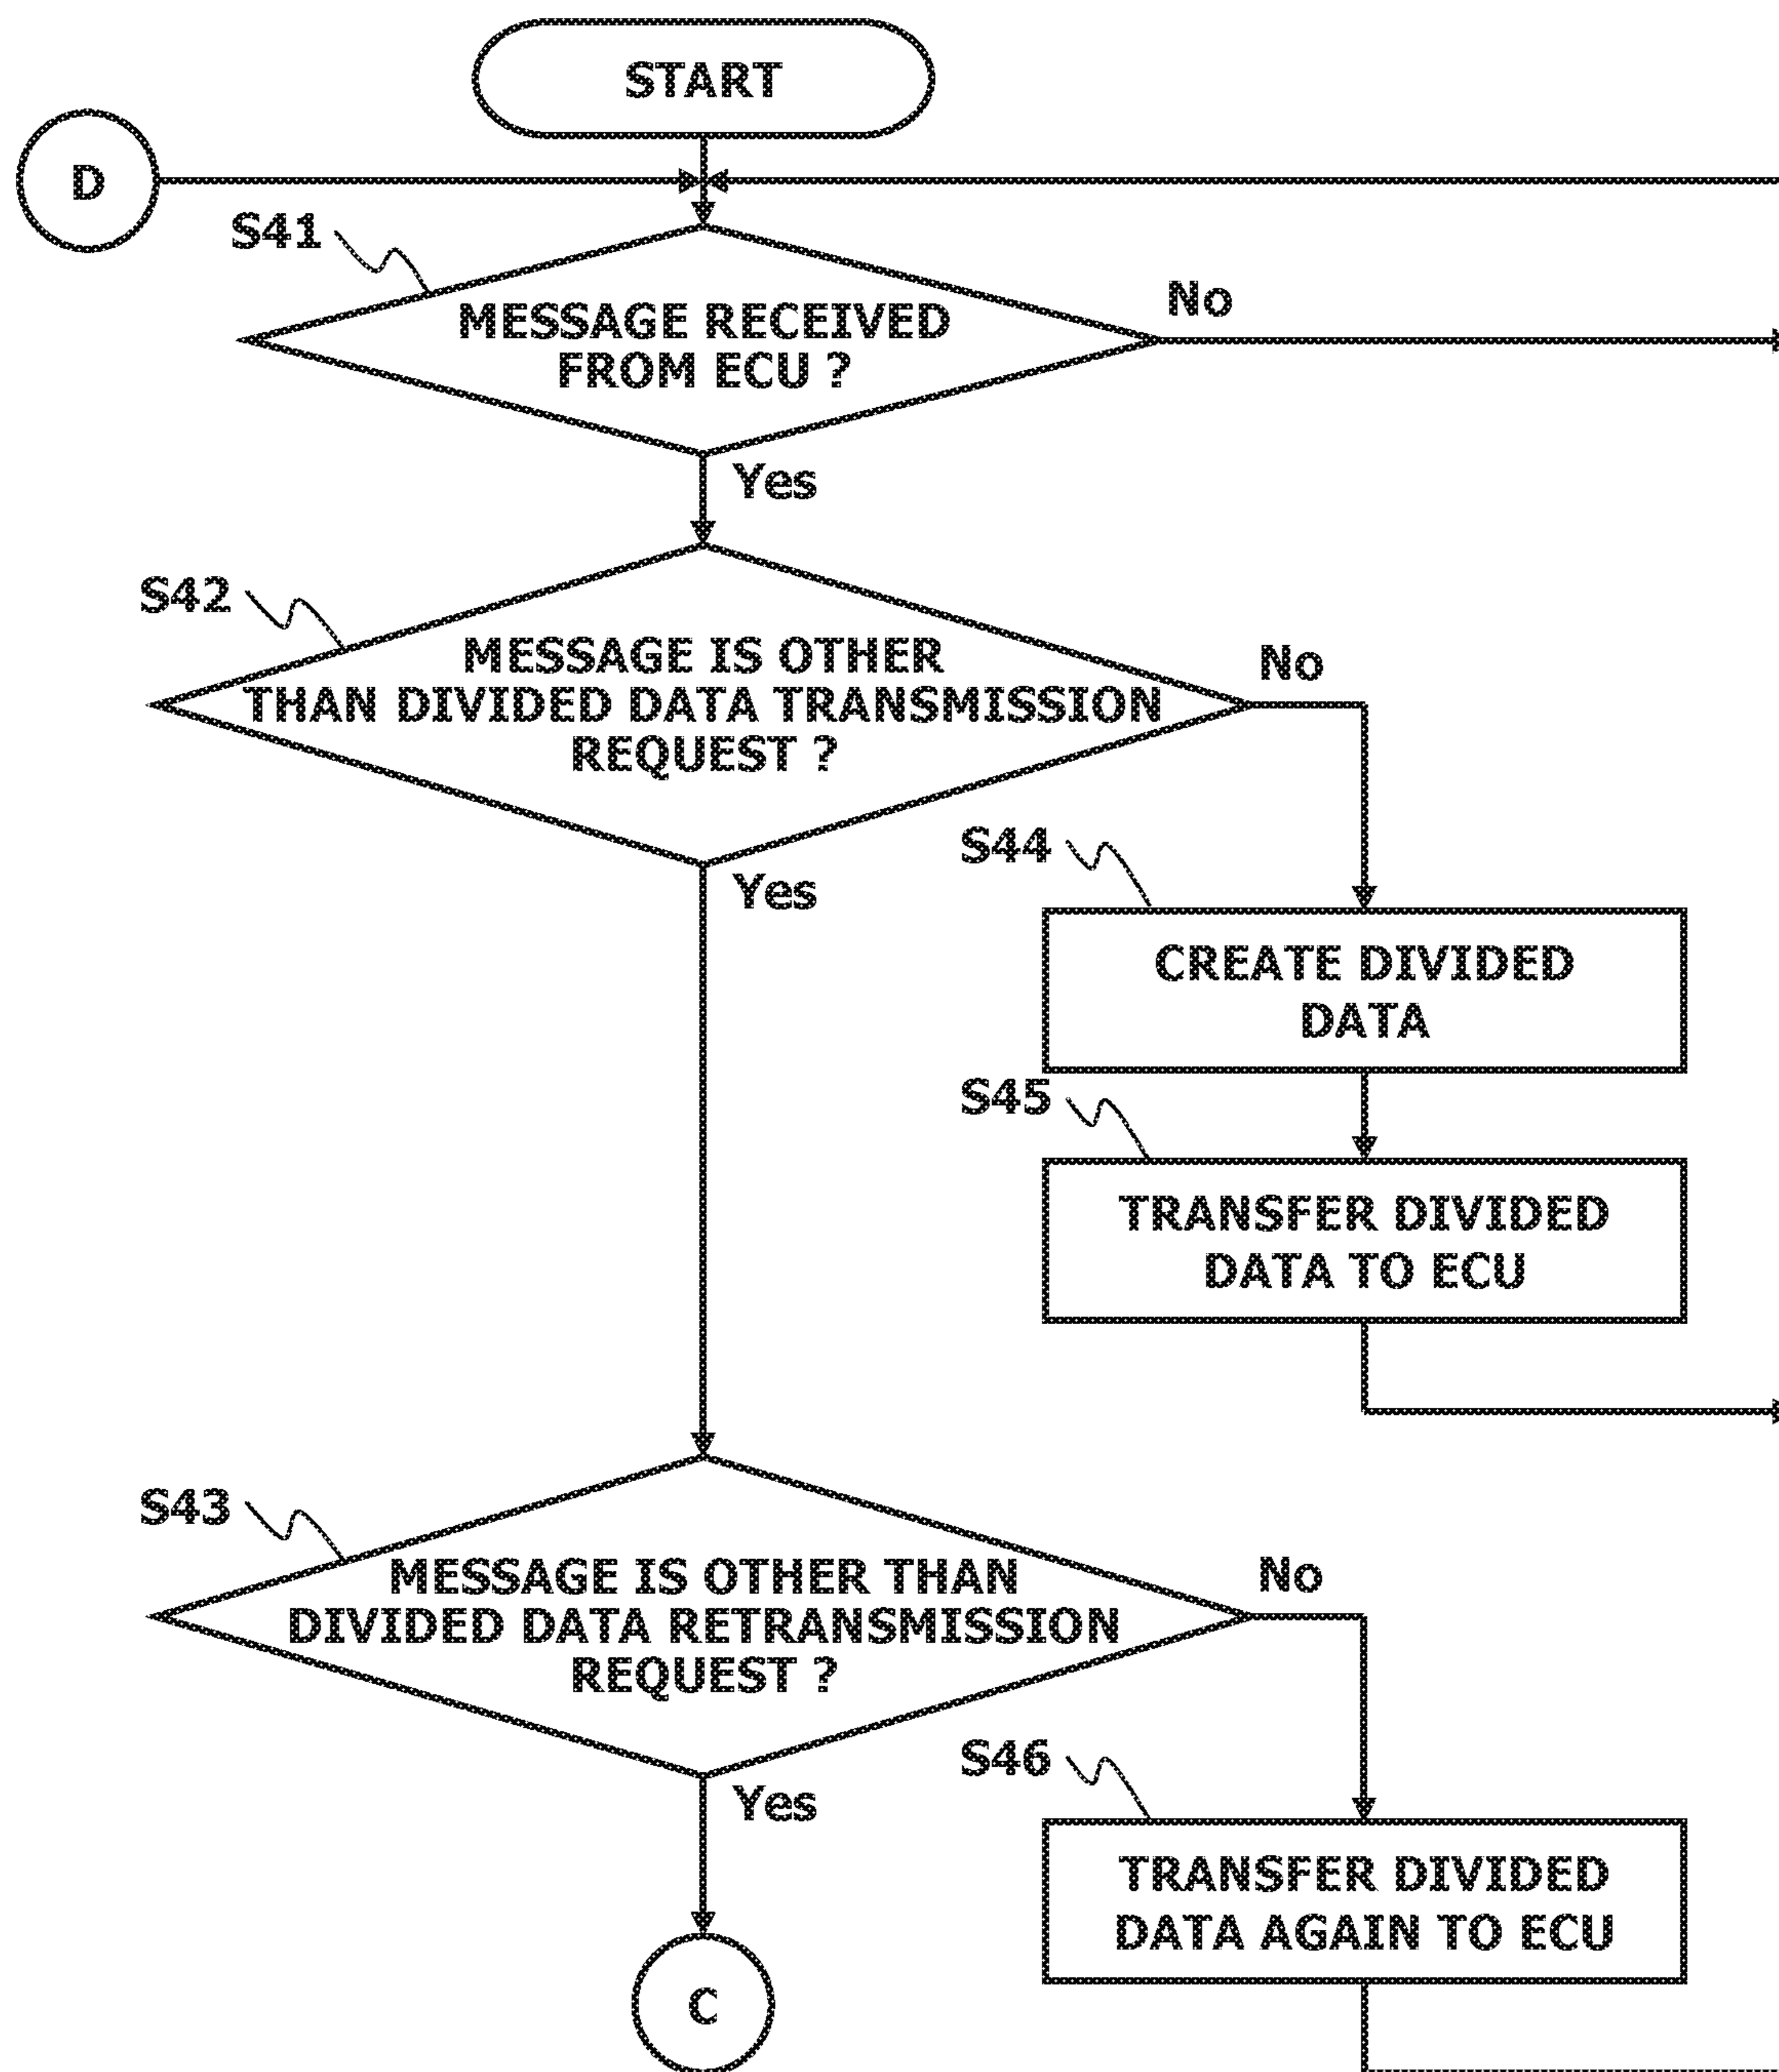 START
D
S41
MESSAGE RECEIVED
FROM ECU ?
No
Yes
S42
MESSAGE IS OTHER
THAN DIVIDED DATA TRANSMISSION
REQUEST ?
No
Yes
S44
CREATE DIVIDED
DATA
S45
TRANSFER DIVIDED
DATA TO ECU
S43
MESSAGE IS OTHER THAN
DIVIDED DATA RETRANSMISSION
REQUEST ?
No
Yes
S46
TRANSFER DIVIDED
DATA AGAIN TO ECU
C